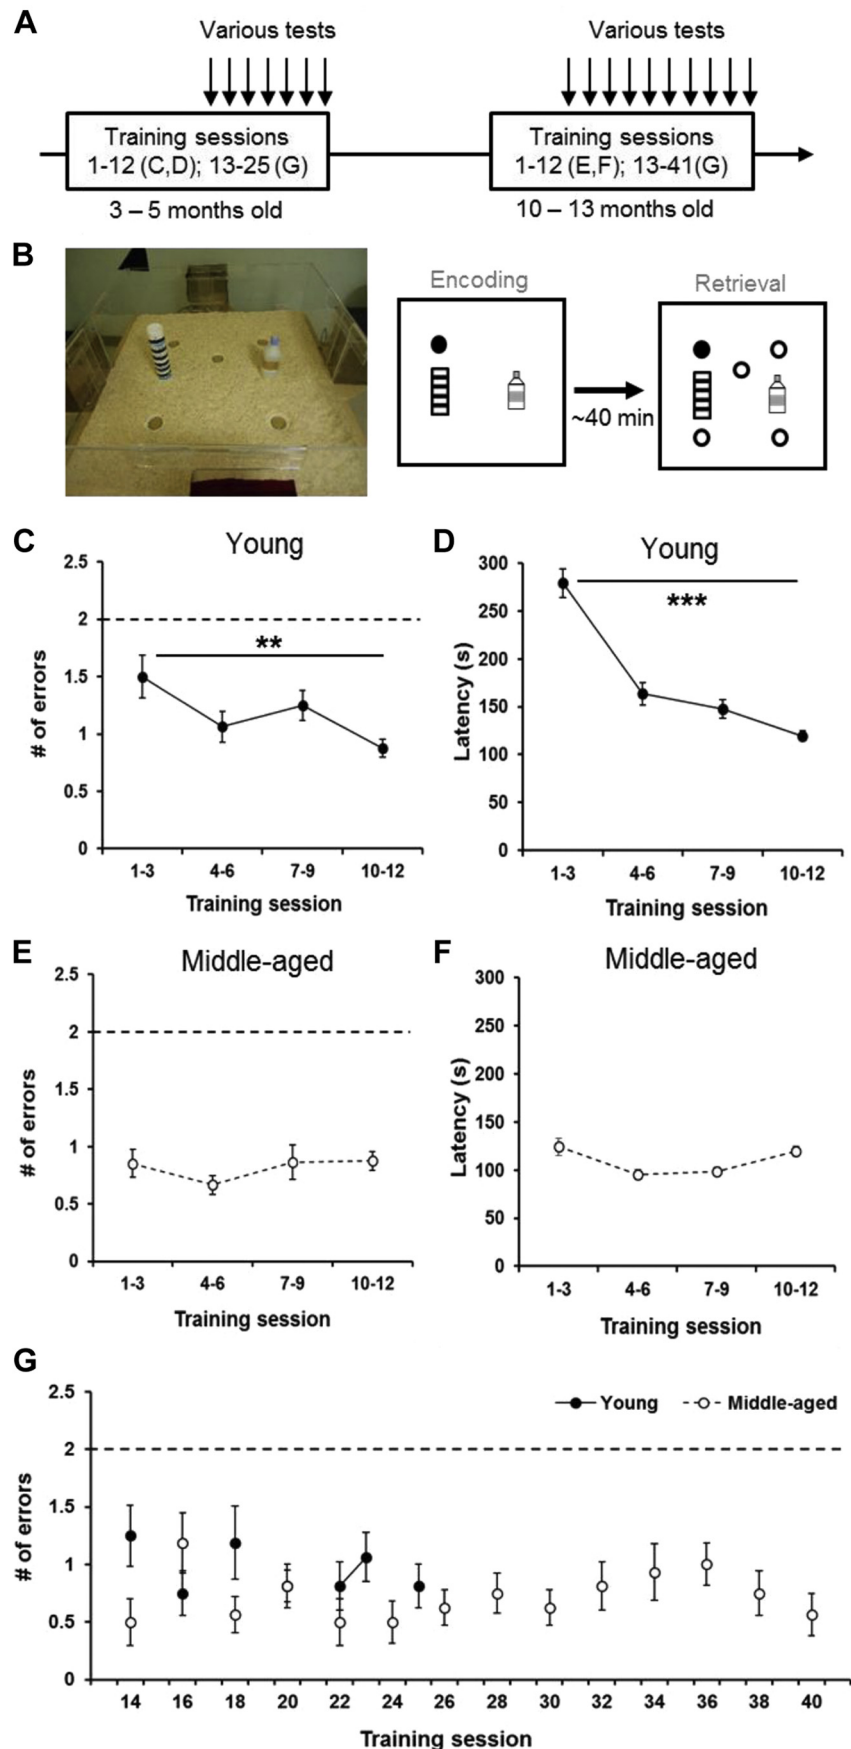 A
Various tests
Various tests
Training sessions
1-12 (C,D); 13-25 (G)
Training sessions
1-12 (E,F); 13-41(G)
3 – 5 months old
10 – 13 months old
B
Encoding
Retrieval
~40 min
C
Young
2.5
2
1.5
1
0.5
0
# of errors
**
1-3
4-6
7-9
10-12
Training session
D
Young
300
250
200
150
100
50
0
Latency (s)
***
1-3
4-6
7-9
10-12
Training session
E
Middle-aged
2.5
2
1.5
1
0.5
0
# of errors
1-3
4-6
7-9
10-12
Training session
F
Middle-aged
300
250
200
150
100
50
0
Latency (s)
1-3
4-6
7-9
10-12
Training session
G
2.5
2
1.5
1
0.5
0
# of errors
Young
Middle-aged
14 16 18 20 22 24 26 28 30 32 34 36 38 40
Training session